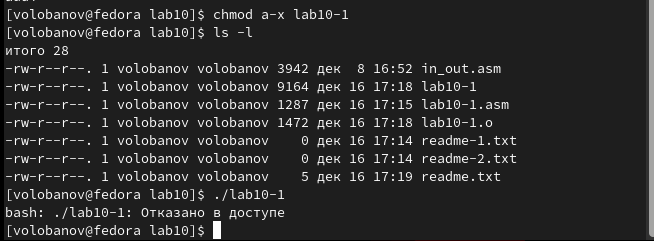 [volobanov@fedora lab10]$ chmod a-x lab10-1
[volobanov@fedora lab10]$ ls -l
итого 28
-rw-r--r--. 1 volobanov volobanov 3942 дек  8 16:52 in_out.asm
-rw-r--r--. 1 volobanov volobanov 9164 дек 16 17:18 lab10-1
-rw-r--r--. 1 volobanov volobanov 1287 дек 16 17:15 lab10-1.asm
-rw-r--r--. 1 volobanov volobanov 1472 дек 16 17:18 lab10-1.o
-rw-r--r--. 1 volobanov volobanov    0 дек 16 17:14 readme-1.txt
-rw-r--r--. 1 volobanov volobanov    0 дек 16 17:14 readme-2.txt
-rw-r--r--. 1 volobanov volobanov    5 дек 16 17:19 readme.txt
[volobanov@fedora lab10]$ ./lab10-1
bash: ./lab10-1: Отказано в доступе
[volobanov@fedora lab10]$